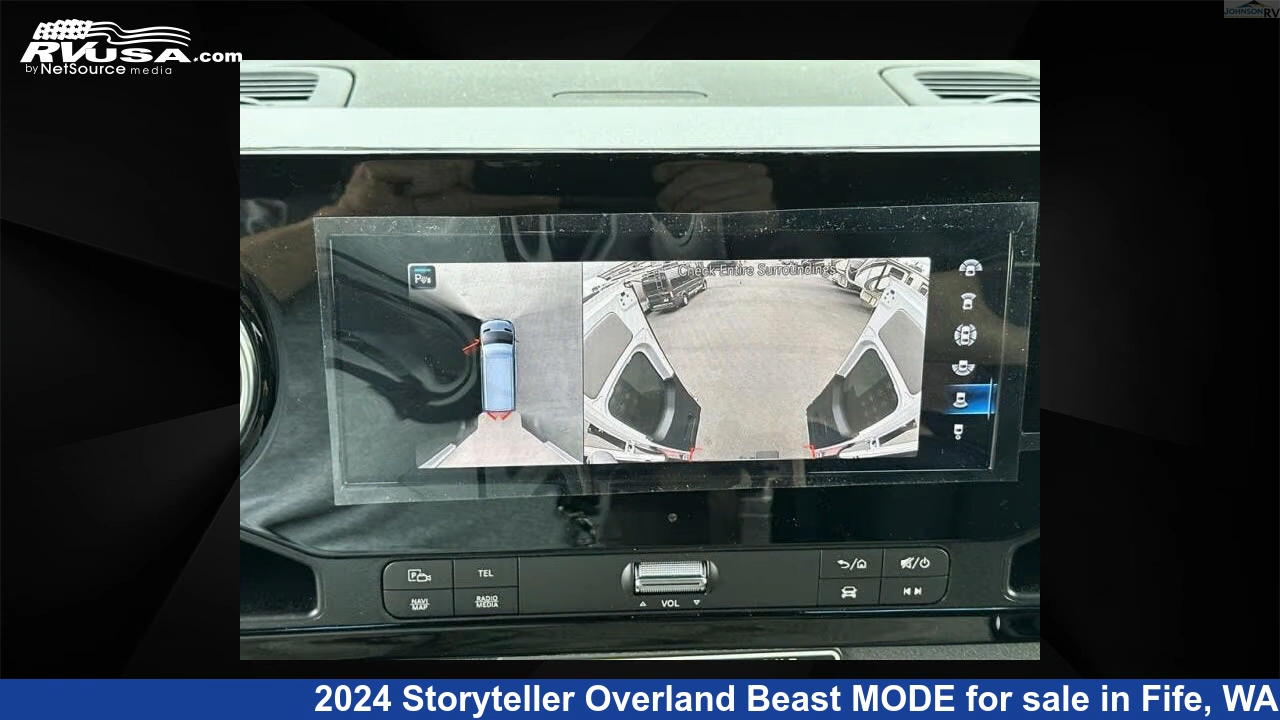 JOHNSON RV
RVUSA.com
by NetSource media
Check Entire Surroundings
TEL
NAVI
MAP
RADIO
MEDIA
VOL
2024 Storyteller Overland Beast MODE for sale in Fife, WA